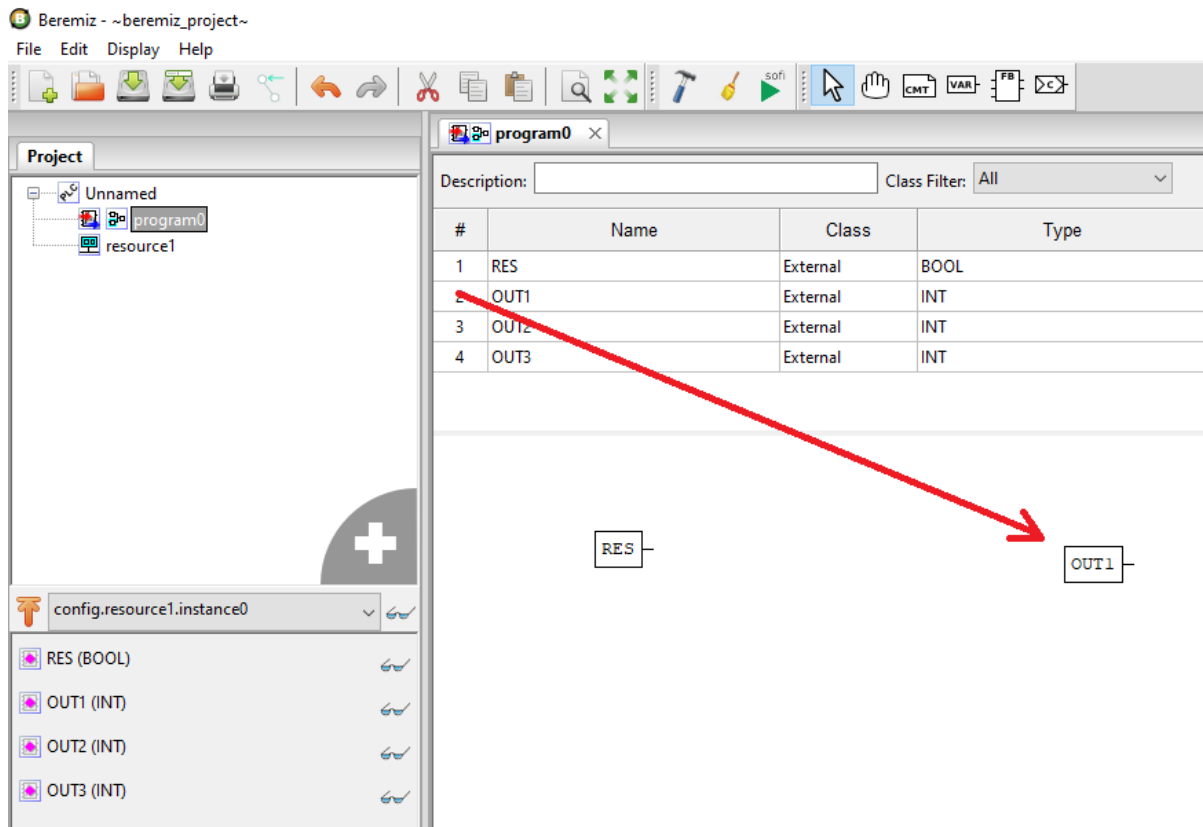 Beremiz - ~beremiz_project~
File Edit Display Help
CMT VAR FB C sofi
Project
program0
Unnamed
program0
resource1
Description:
Class Filter: All
# Name Class Type
1 RES External BOOL
2 OUT1 External INT
3 OUT2 External INT
4 OUT3 External INT
RES
OUT1
config.resource1.instance0
RES (BOOL)
OUT1 (INT)
OUT2 (INT)
OUT3 (INT)